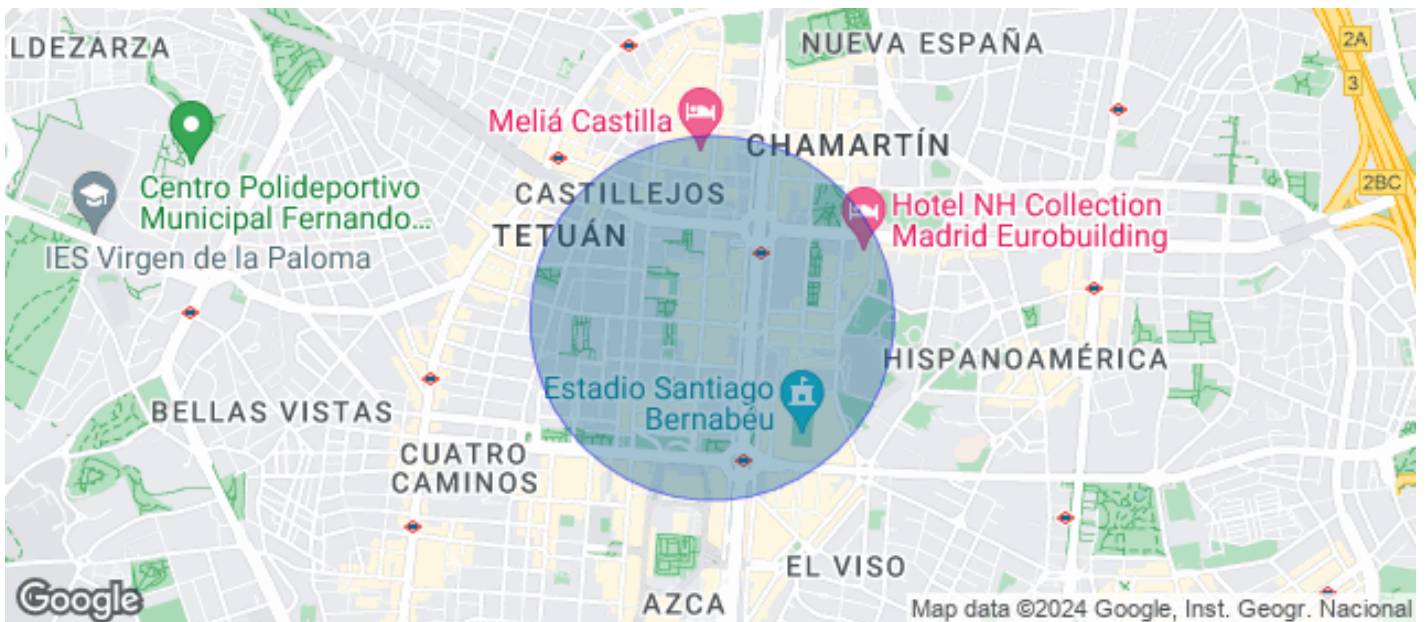 LDEZARZA
NUEVA ESPAÑA
2A
3
Meliá Castilla
CHAMARTÍN
Centro Polideportivo
Municipal Fernando...
IES Virgen de la Paloma
CASTILLEJOS
TETUÁN
Hotel NH Collection
Madrid Eurobuilding
2BC
HISPANOAMÉRICA
Estadio Santiago
Bernabéu
BELLAS VISTAS
CUATRO
CAMINOS
EL VISO
AZCA
Google
Map data ©2024 Google, Inst. Geogr. Nacional